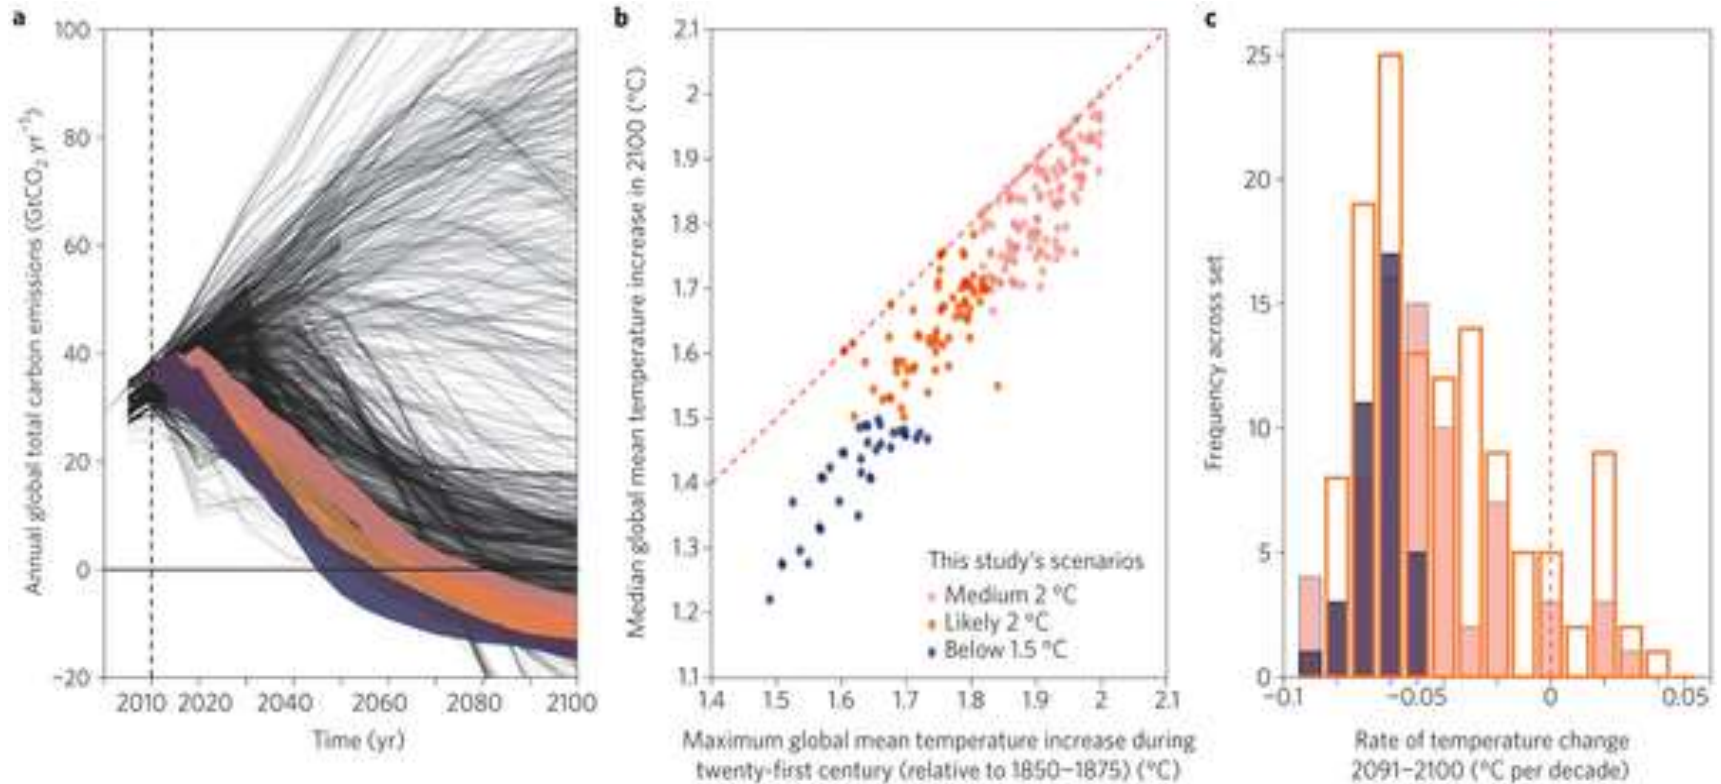 a
Annual global total carbon emissions (GtCO2 yr−1)
100
80
60
40
20
0
−20
2010 2020 2040 2060 2080 2100
Time (yr)
b
Median global mean temperature increase in 2100 (°C)
2.1
2
1.9
1.8
1.7
1.6
1.5
1.4
1.3
1.2
1.1
This study's scenarios
Medium 2 °C
Likely 2 °C
Below 1.5 °C
1.4 1.5 1.6 1.7 1.8 1.9 2 2.1
Maximum global mean temperature increase during
twenty-first century (relative to 1850–1875) (°C)
c
Frequency across set
25
20
15
10
5
0
−0.1 −0.05 0 0.05
Rate of temperature change
2091–2100 (°C per decade)